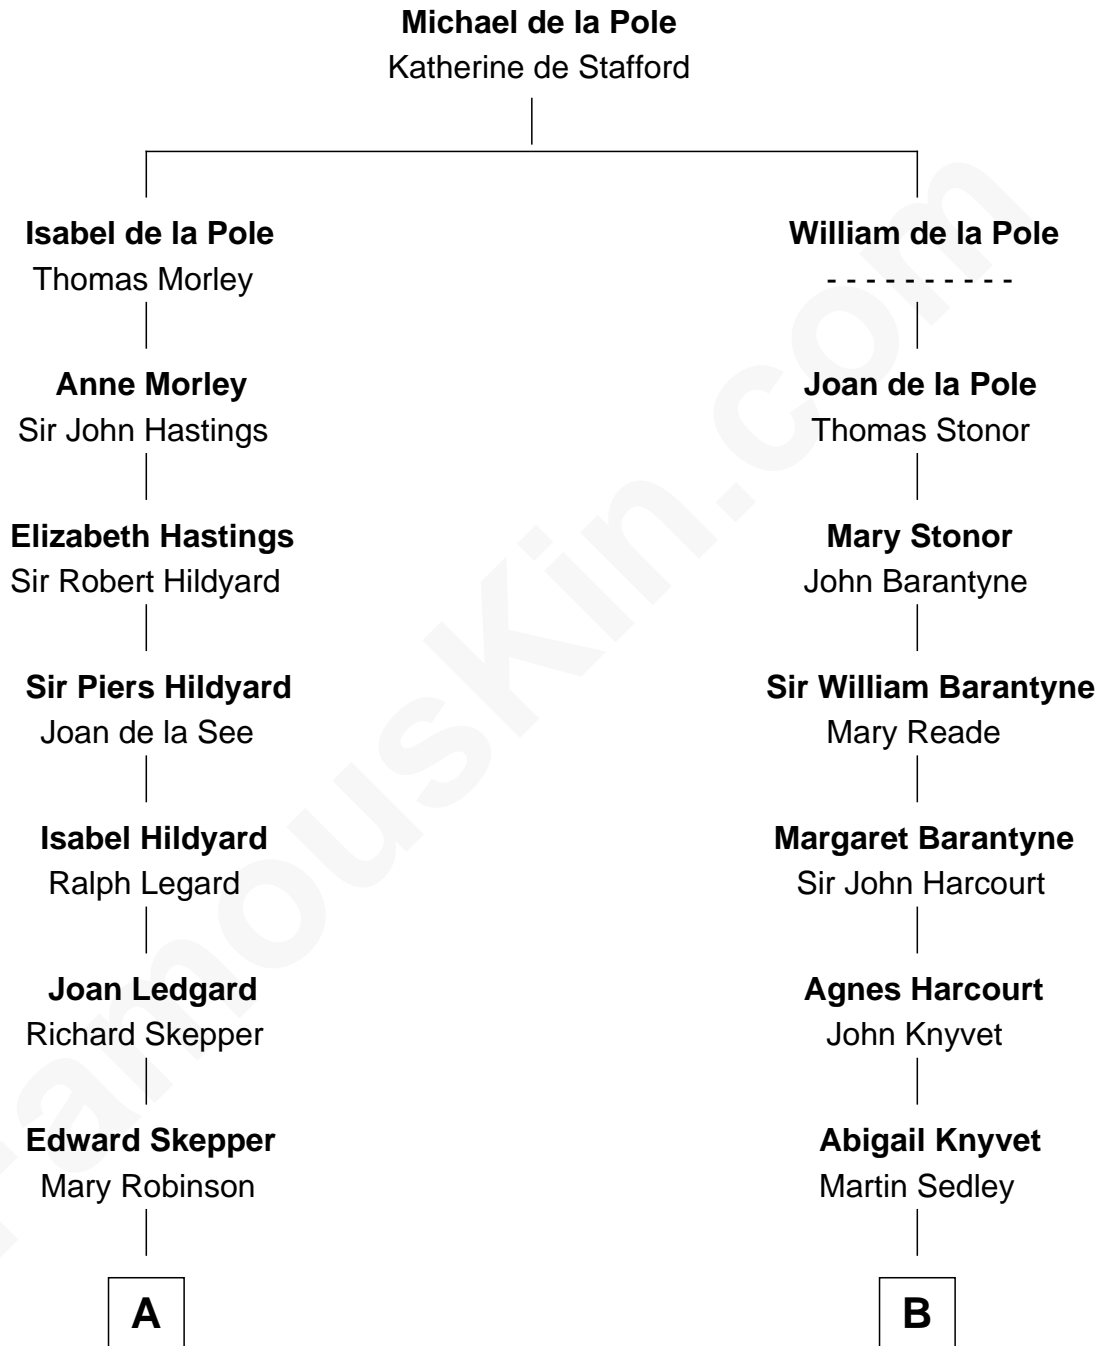 Michael de la Pole
Katherine de Stafford
Isabel de la Pole
Thomas Morley
William de la Pole
- - - - - - - - - -
Anne Morley
Sir John Hastings
Joan de la Pole
Thomas Stonor
Elizabeth Hastings
Sir Robert Hildyard
Mary Stonor
John Barantyne
Sir Piers Hildyard
Joan de la See
Sir William Barantyne
Mary Reade
Isabel Hildyard
Ralph Legard
Margaret Barantyne
Sir John Harcourt
Joan Ledgard
Richard Skepper
Agnes Harcourt
John Knyvet
Edward Skepper
Mary Robinson
Abigail Knyvet
Martin Sedley
A
B
FamousKin.com